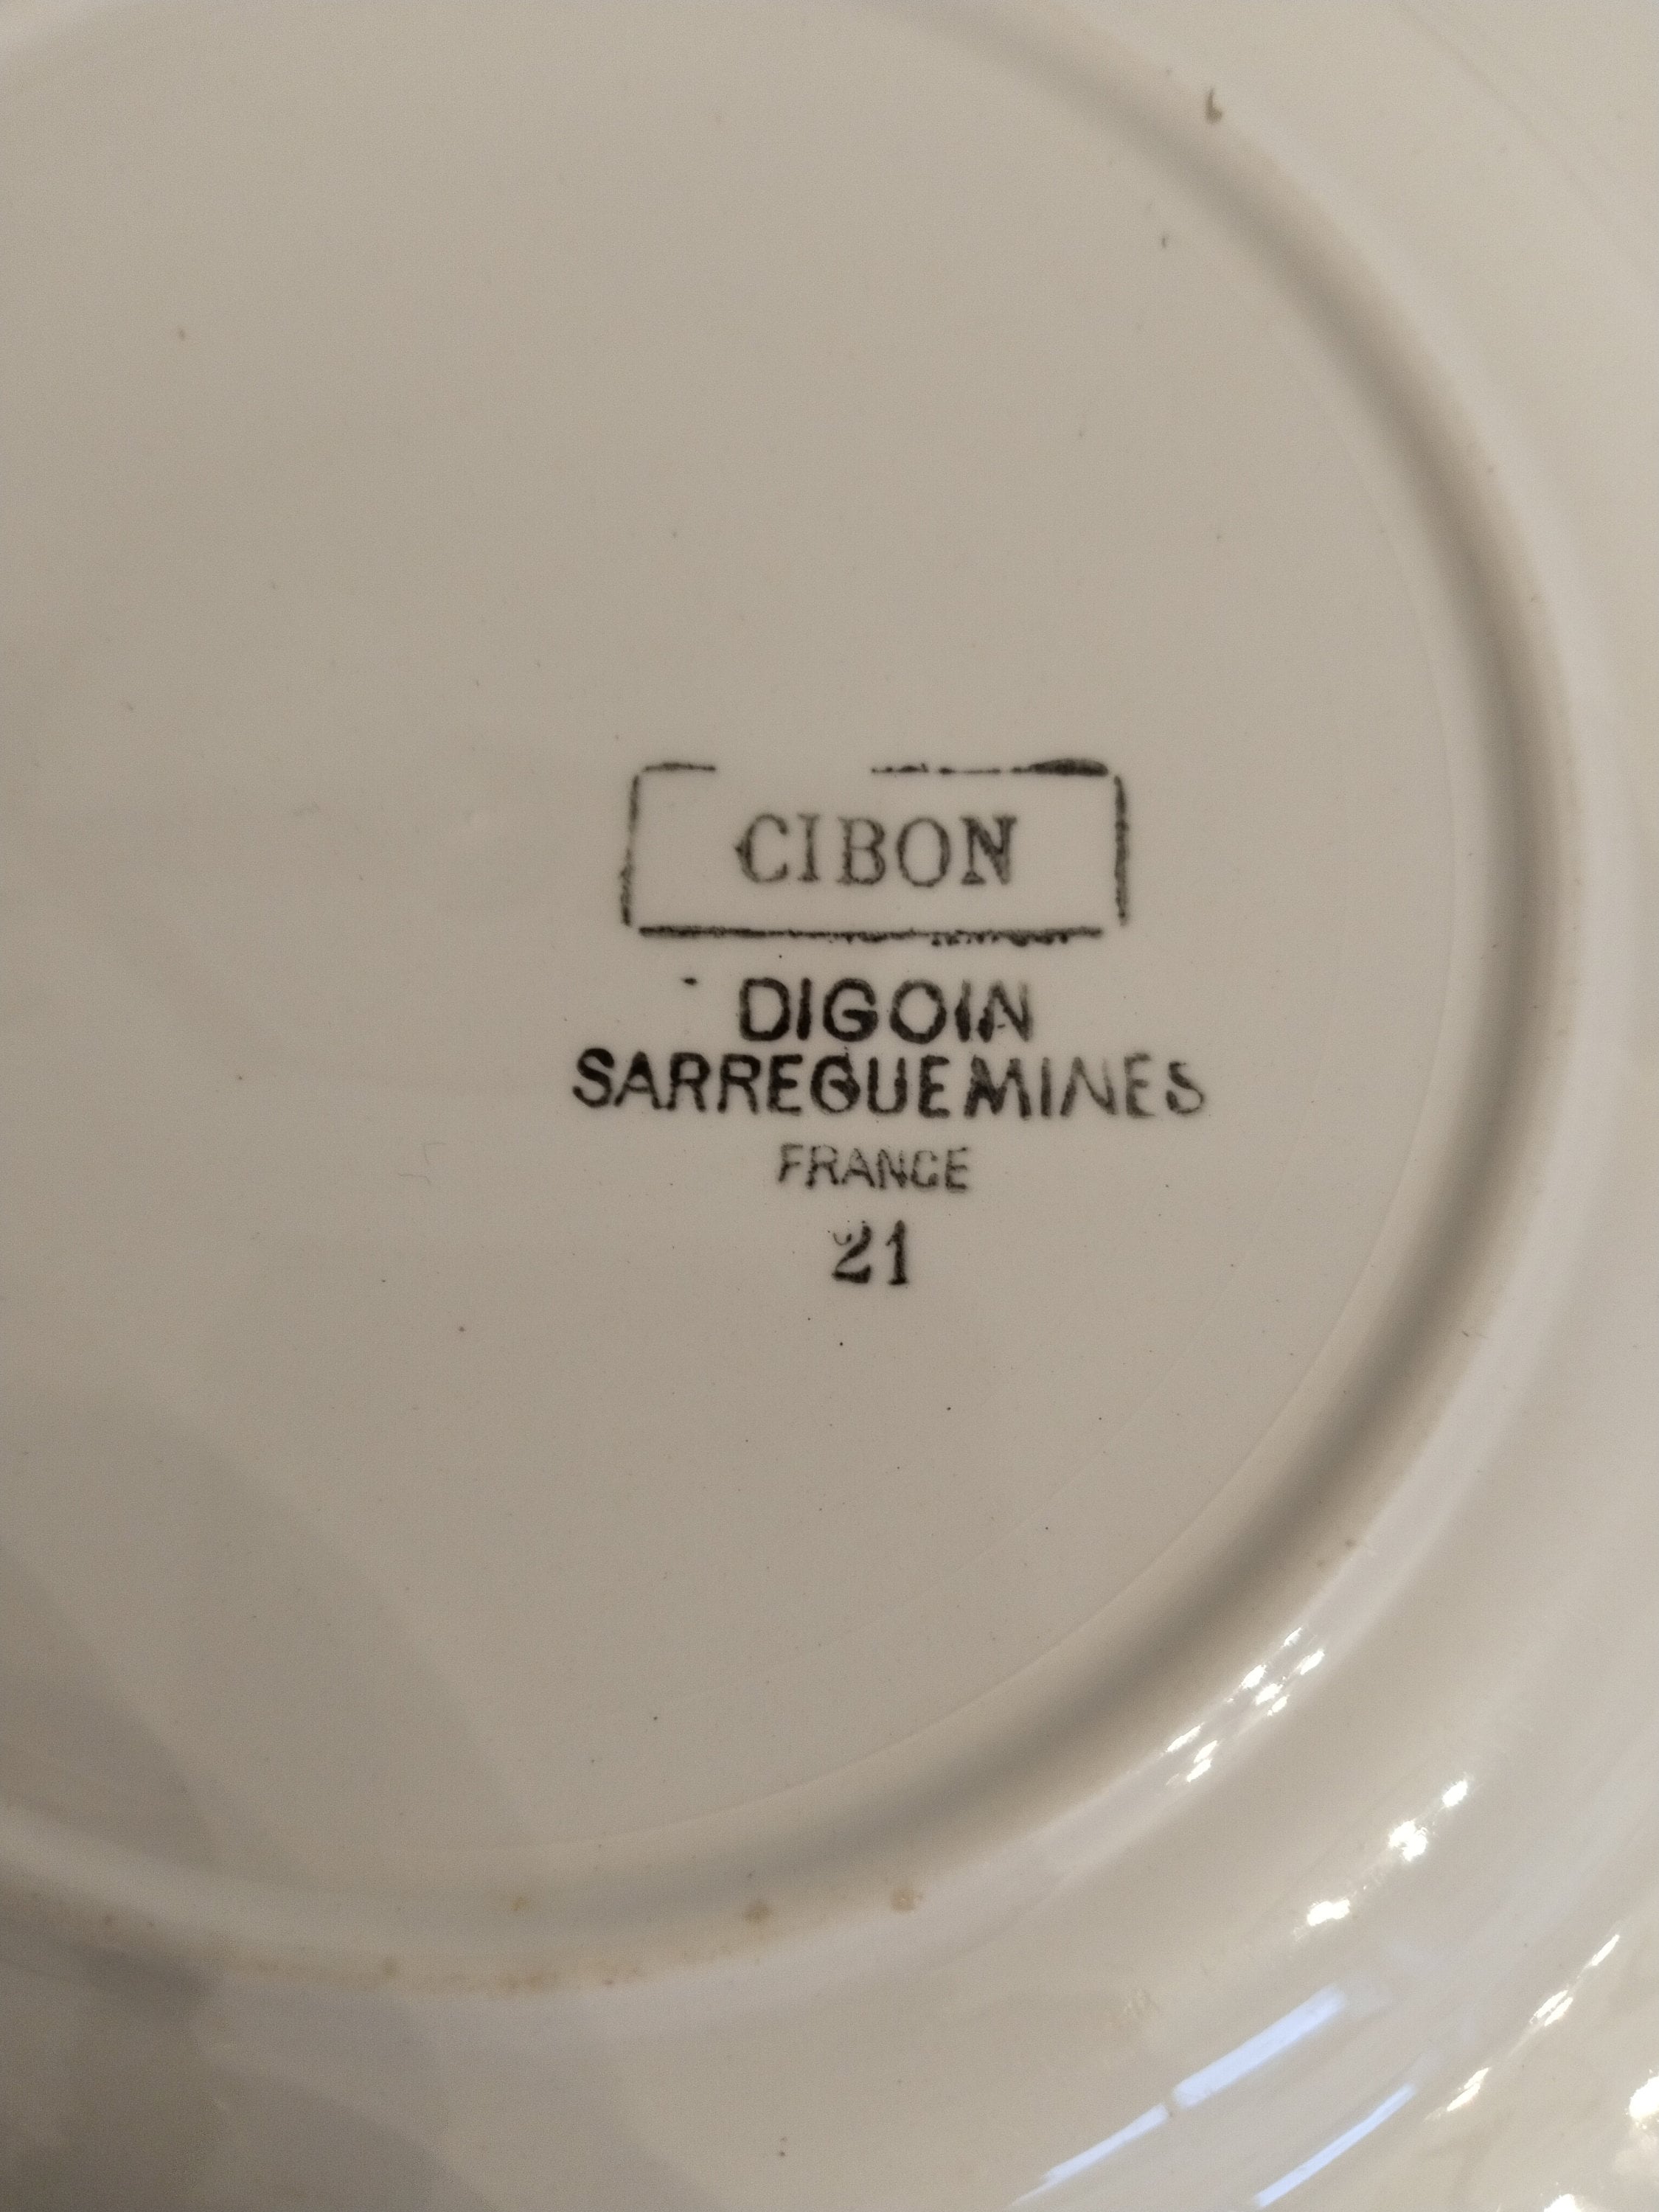 CIBON
DIGOIN
SARREGUEMINES
FRANCE
21